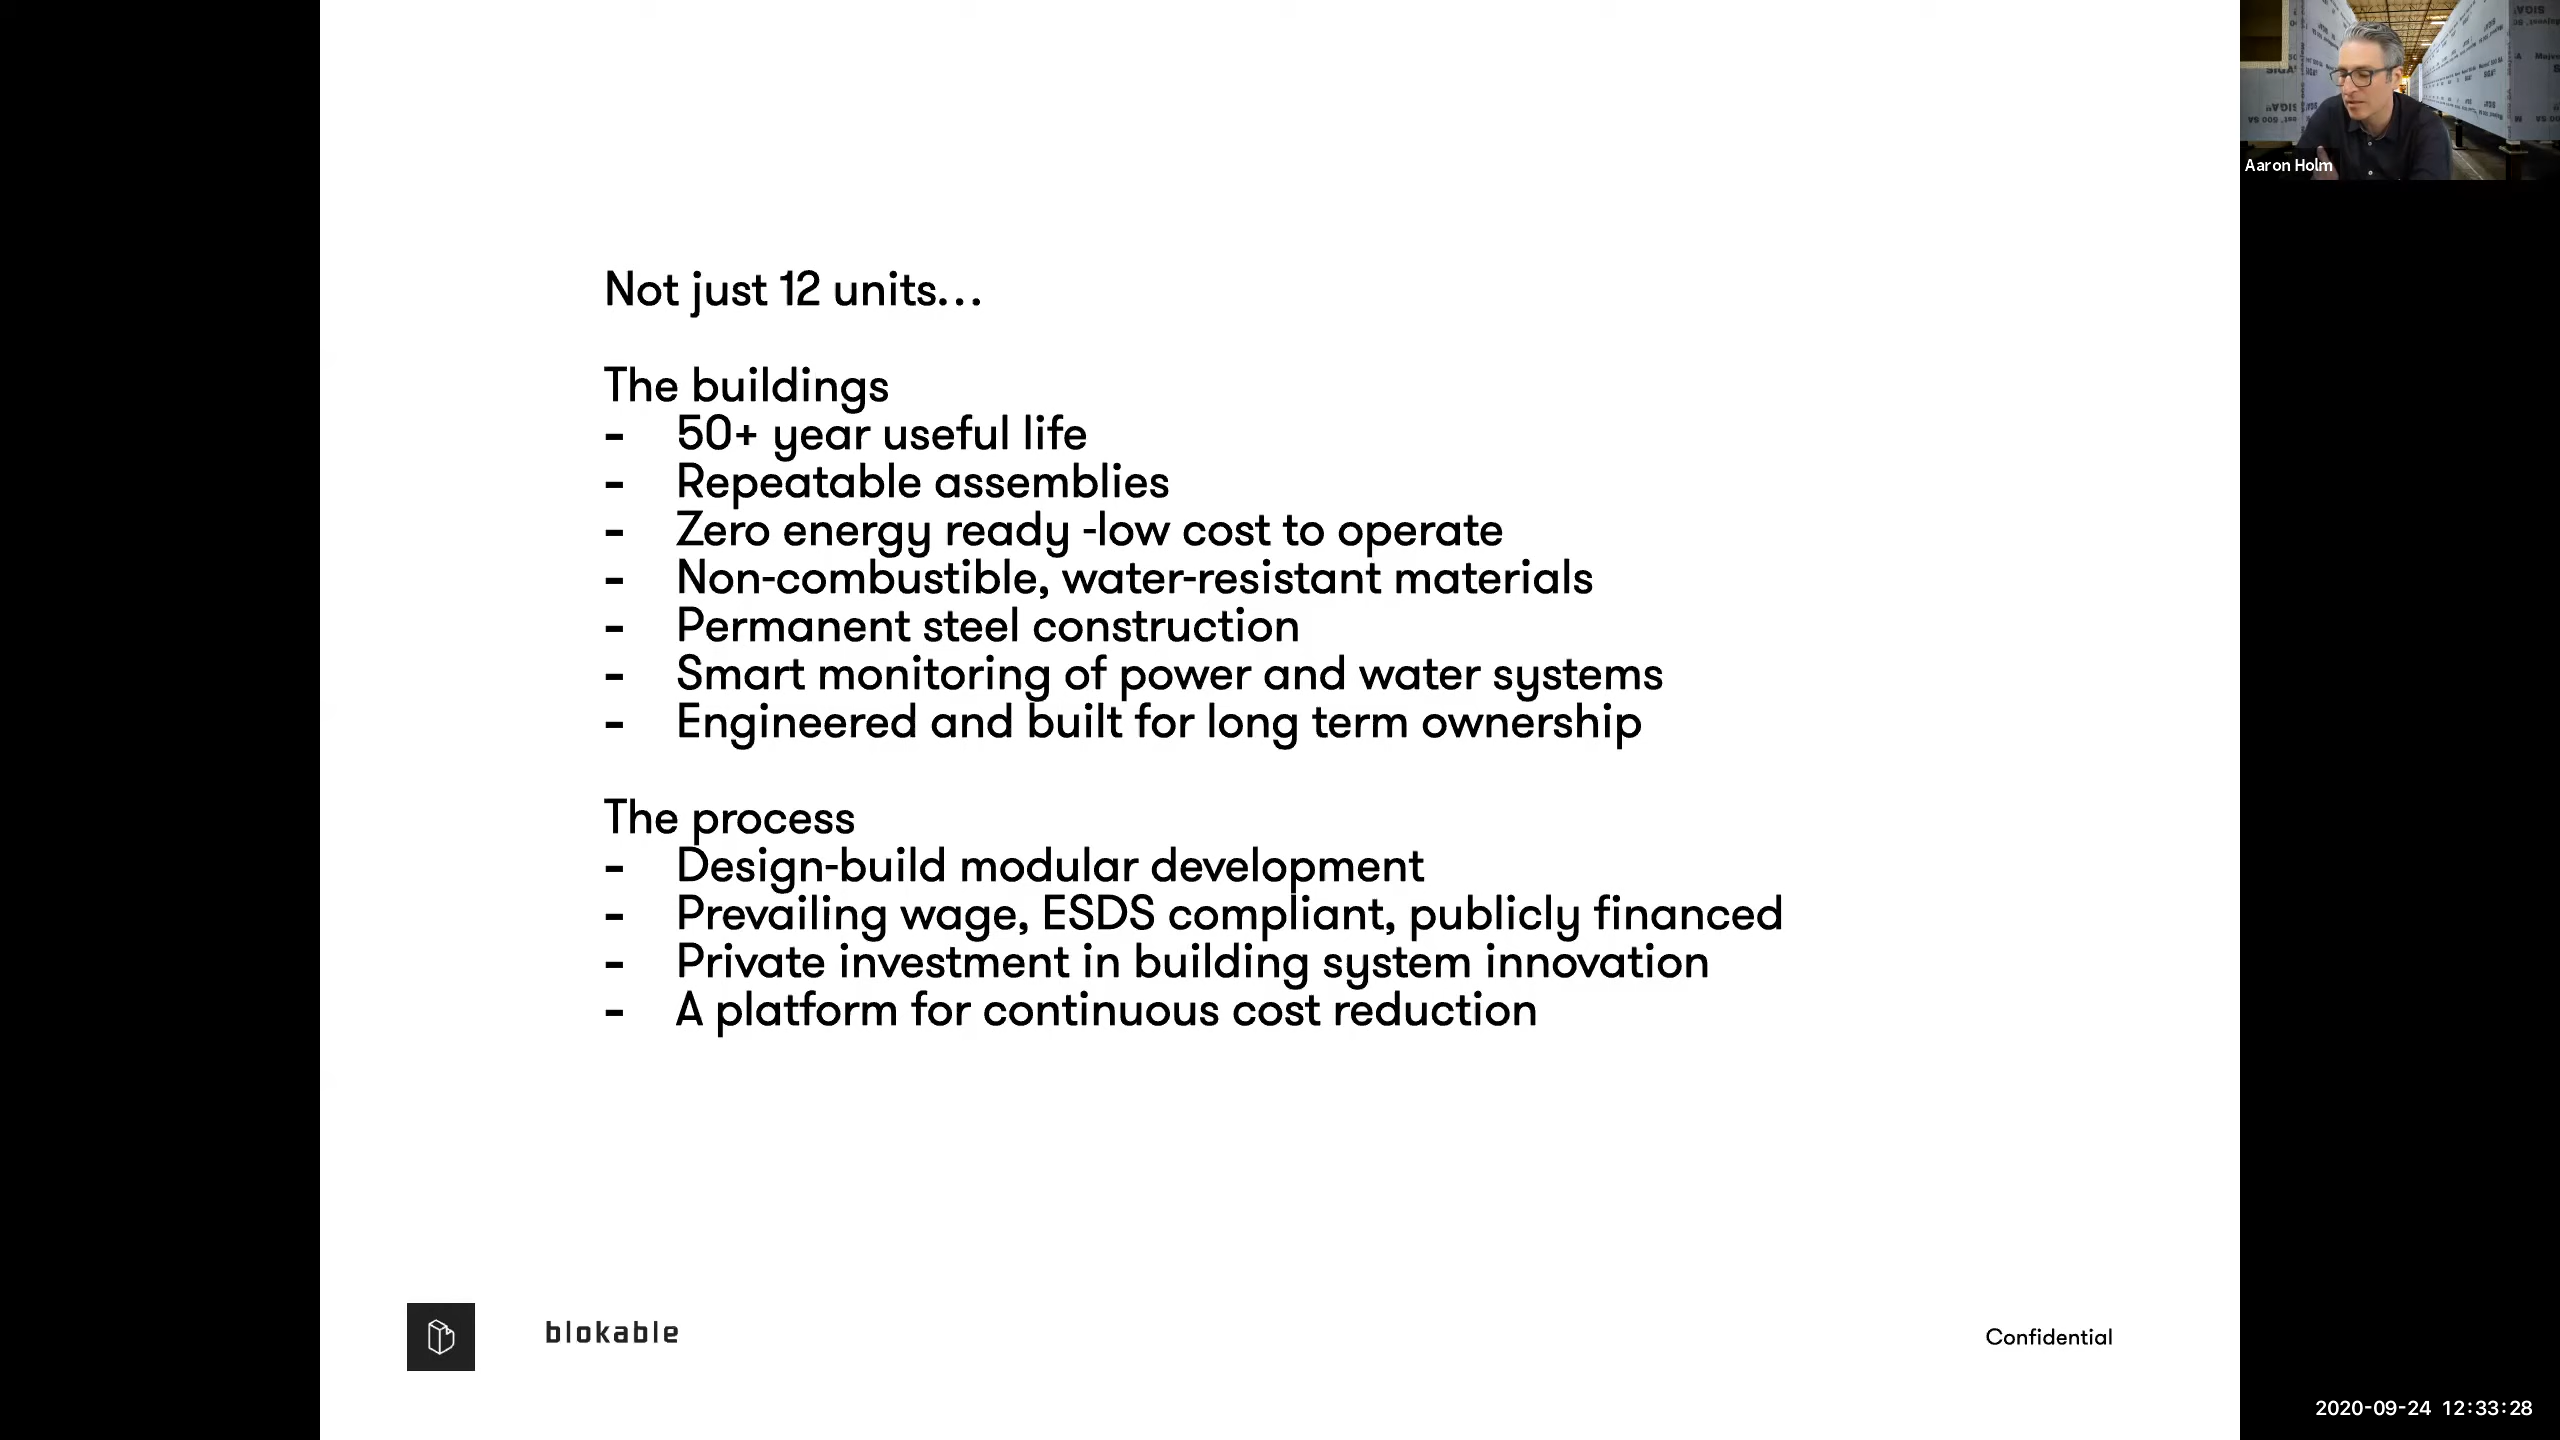 Not just 12 units...
The buildings
- 50+ year useful life
- Repeatable assemblies
- Zero energy ready -low cost to operate
- Non-combustible, water-resistant materials
- Permanent steel construction
- Smart monitoring of power and water systems
- Engineered and built for long term ownership
The process
- Design-build modular development
- Prevailing wage, ESDS compliant, publicly financed
- Private investment in building system innovation
- A platform for continuous cost reduction
blokable
Confidential
Aaron Holm
SIGA
2020-09-24 12:33:28